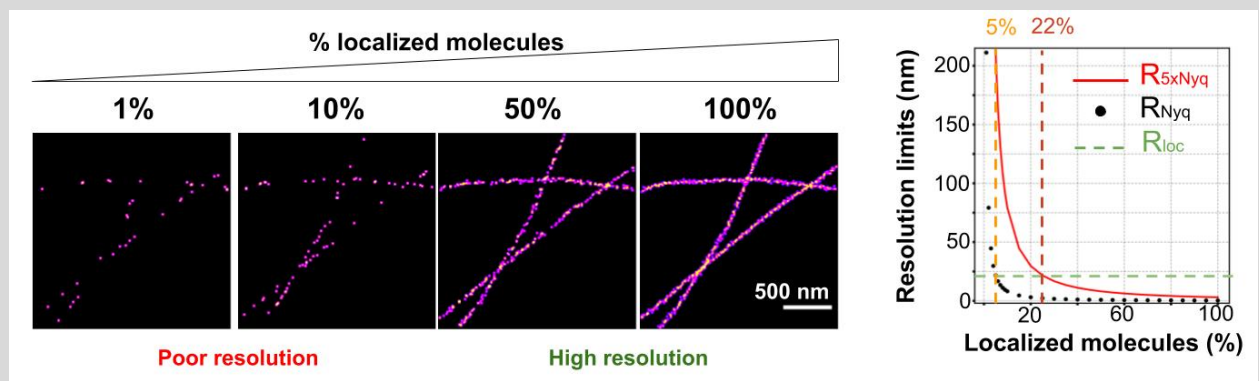 % localized molecules
1% 10% 50% 100%
500 nm
Poor resolution High resolution
5% 22%
Resolution limits (nm)
200
150
100
50
0
R5xNyq
RNyq
Rloc
20 60 100
Localized molecules (%)